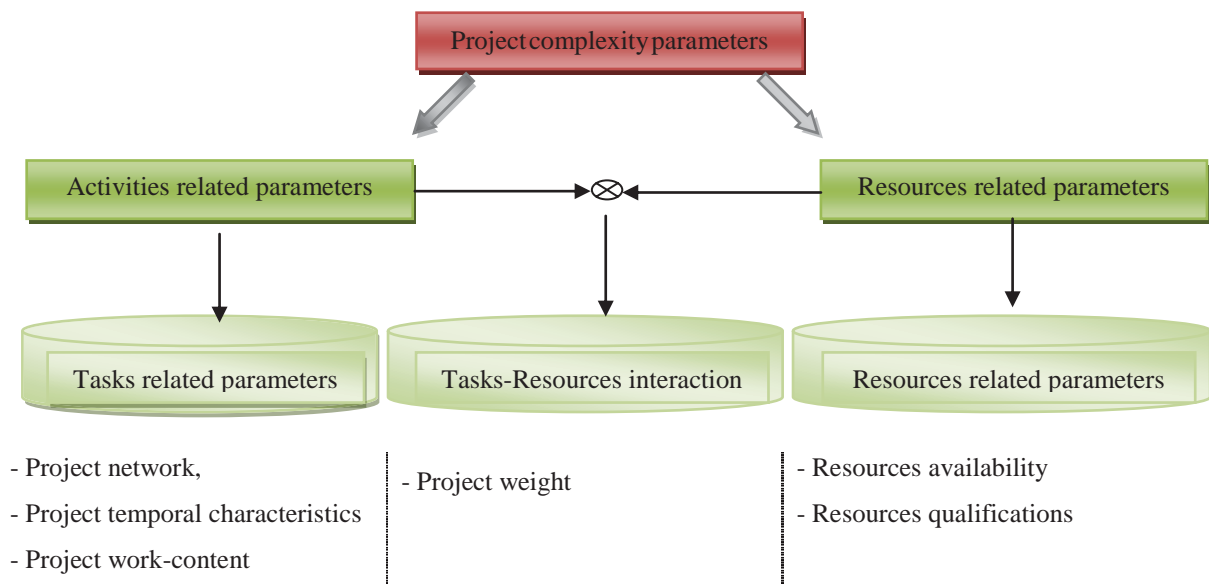 Project complexity parameters
Activities related parameters
Resources related parameters
Tasks related parameters
Tasks-Resources interaction
Resources related parameters
- Project network,
- Project temporal characteristics
- Project work-content
- Project weight
- Resources availability
- Resources qualifications